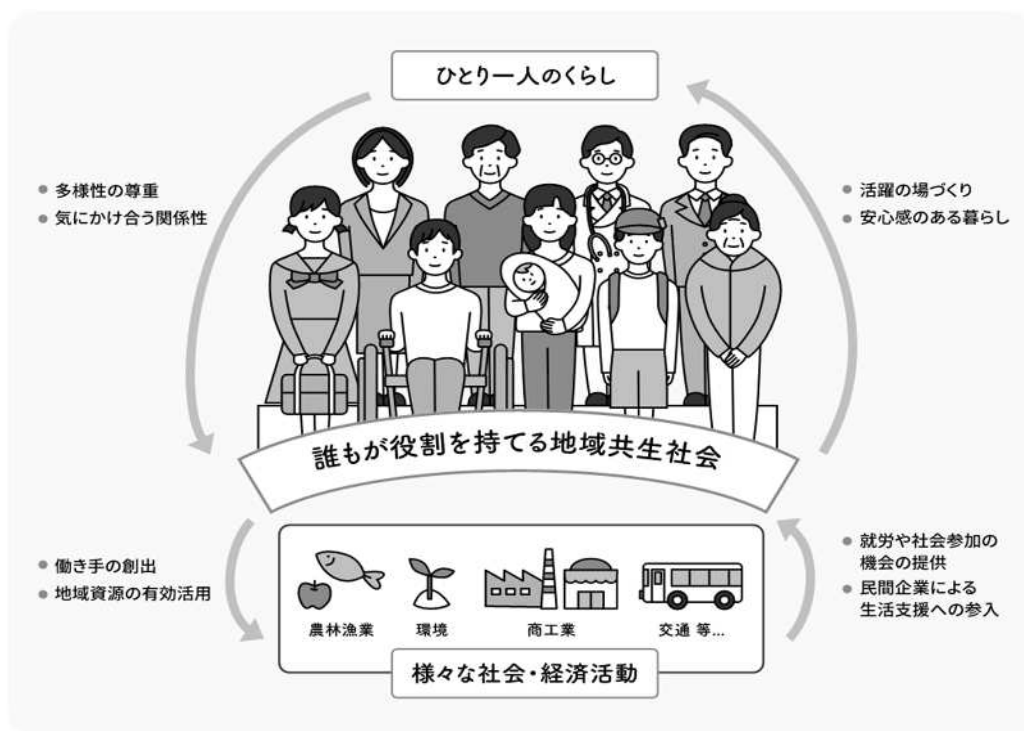 ひとり一人のくらし
● 多様性の尊重
● 気にかけ合う関係性
● 活躍の場づくり
● 安心感のある暮らし
誰もが役割を持てる地域共生社会
● 働き手の創出
● 地域資源の有効活用
● 就労や社会参加の
機会の提供
● 民間企業による
生活支援への参入
農林漁業
環境
商工業
交通 等...
様々な社会・経済活動